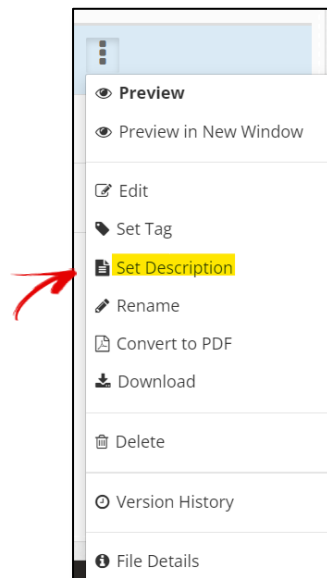 Preview
Preview in New Window
Edit
Set Tag
Set Description
Rename
Convert to PDF
Download
Delete
Version History
File Details